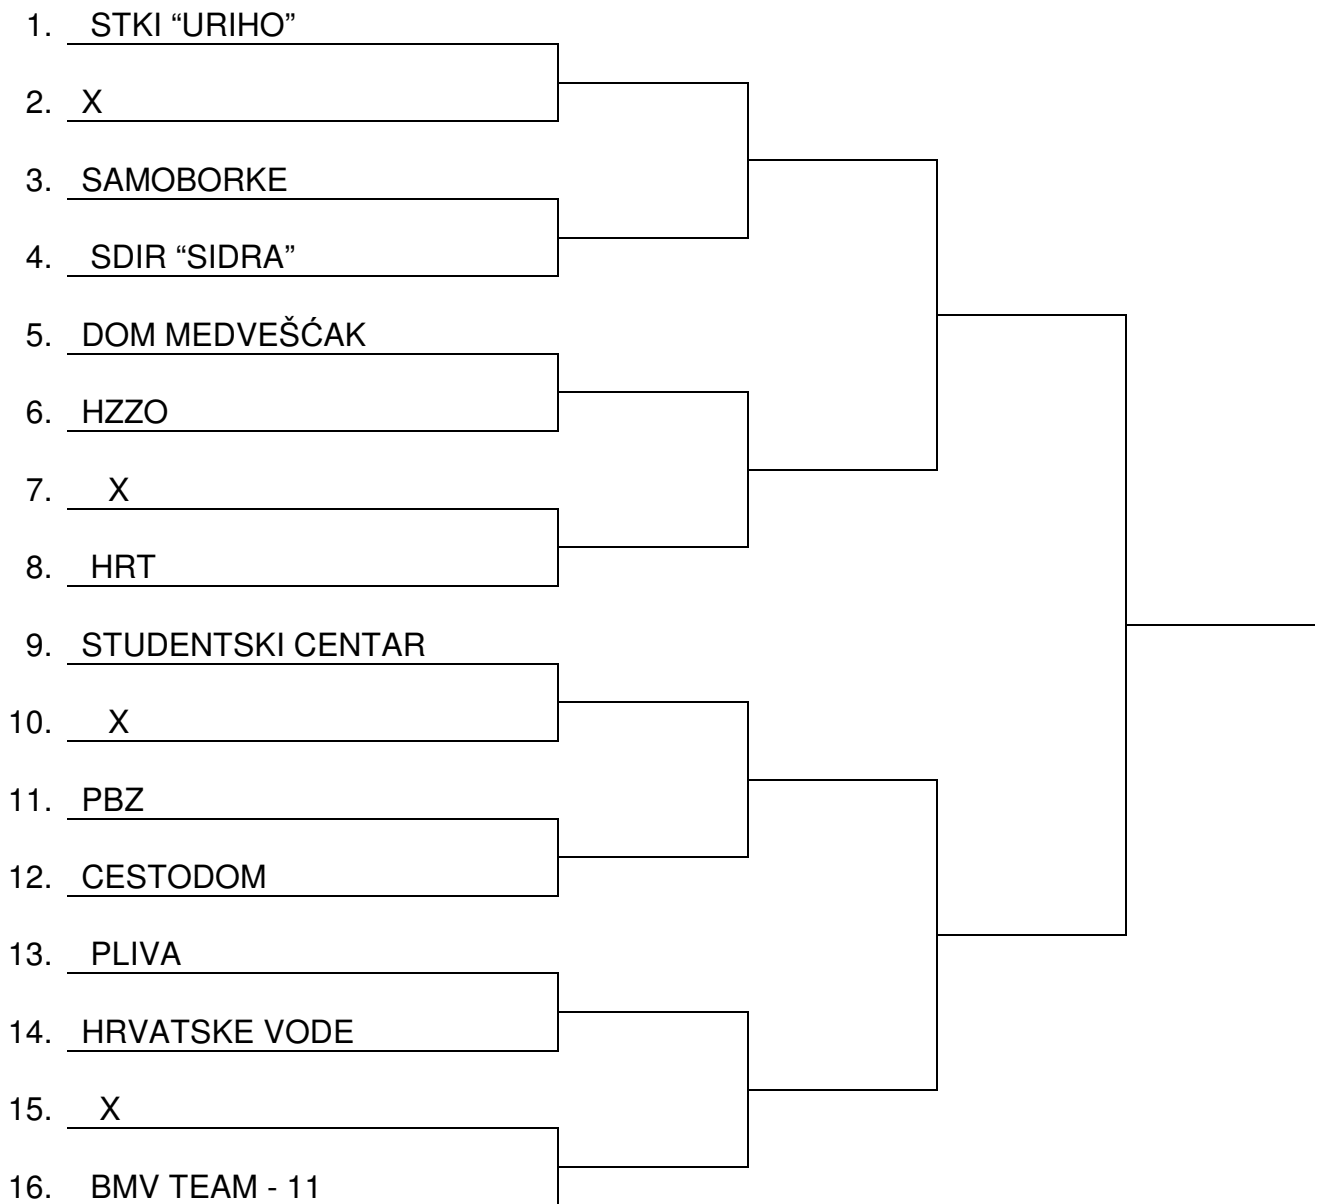 1. STKI “URIHO”
2. X
3. SAMOBORKE
4. SDIR “SIDRA”
5. DOM MEDVEŠĆAK
6. HZZO
7. X
8. HRT
9. STUDENTSKI CENTAR
10. X
11. PBZ
12. CESTODOM
13. PLIVA
14. HRVATSKE VODE
15. X
16. BMV TEAM - 11